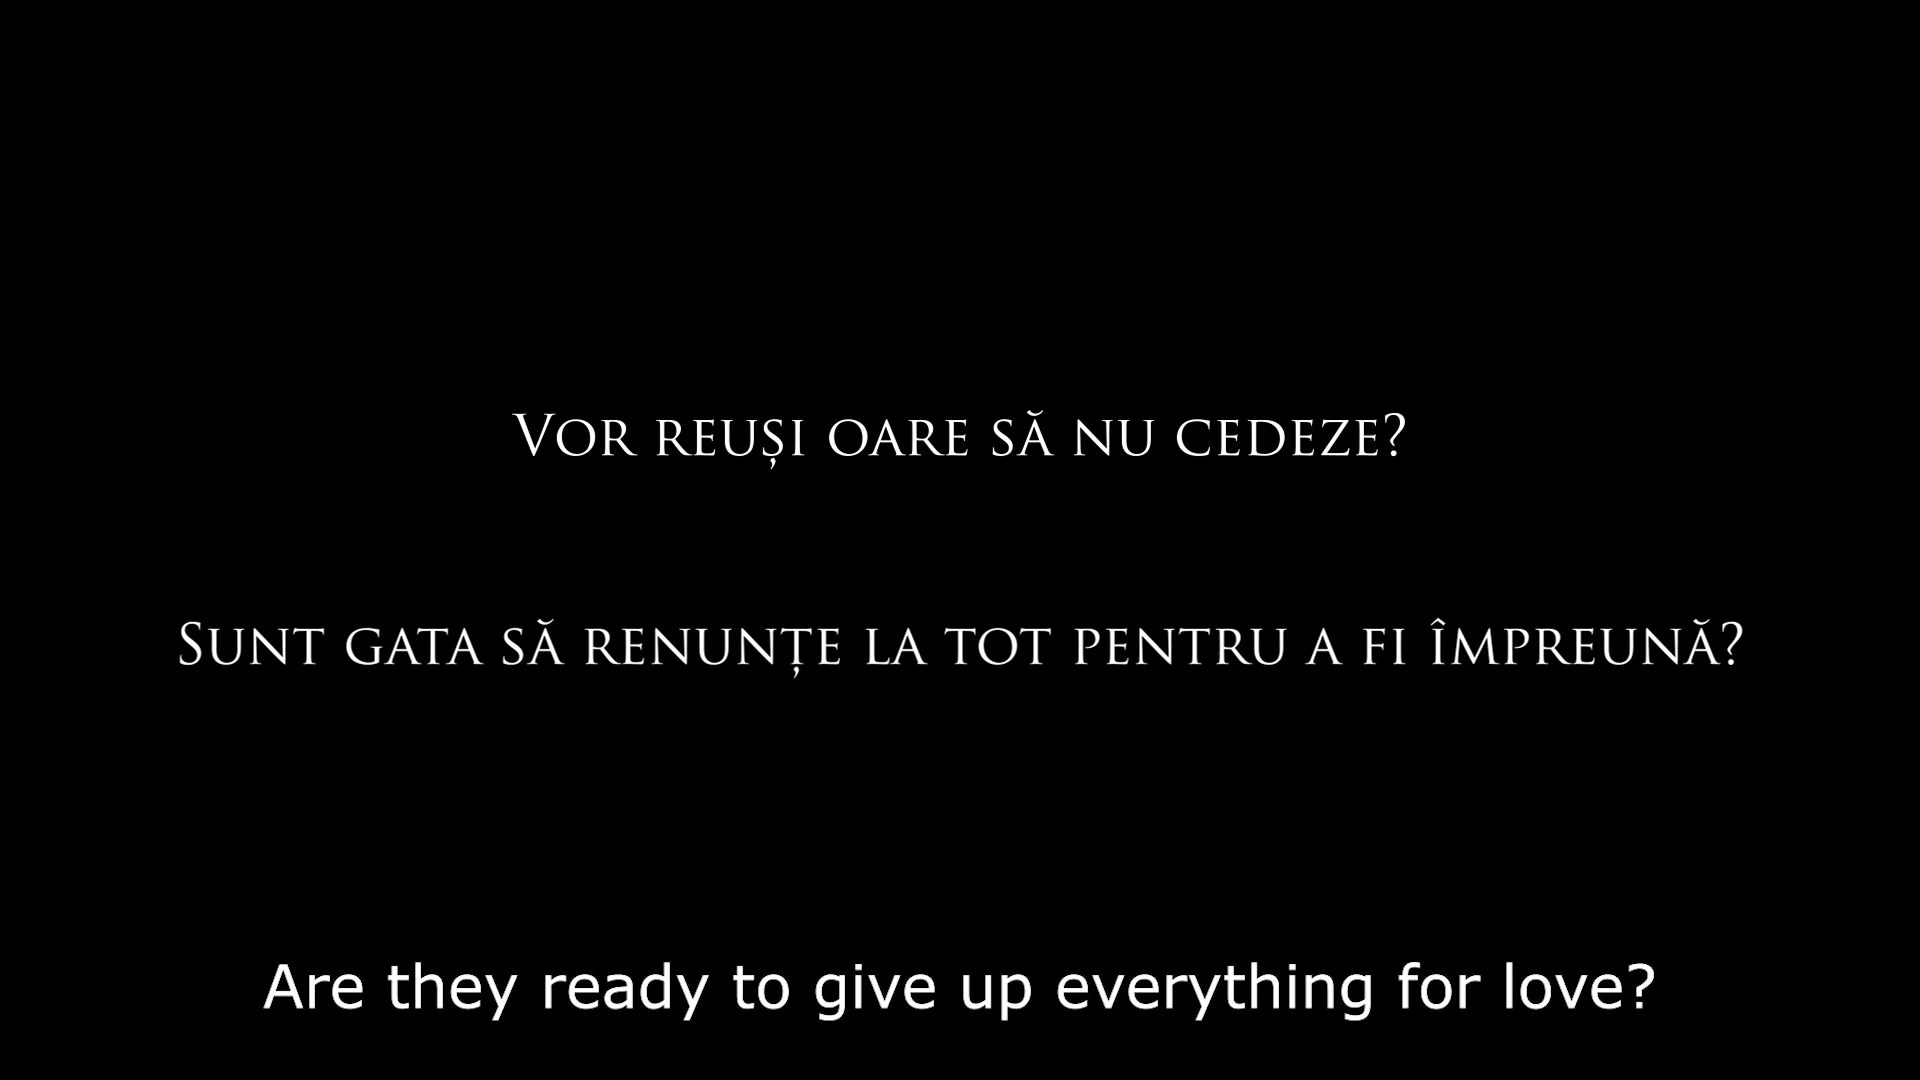 Vor reuși oare să nu cedeze?
Sunt gata să renunțe la tot pentru a fi împreună?
Are they ready to give up everything for love?